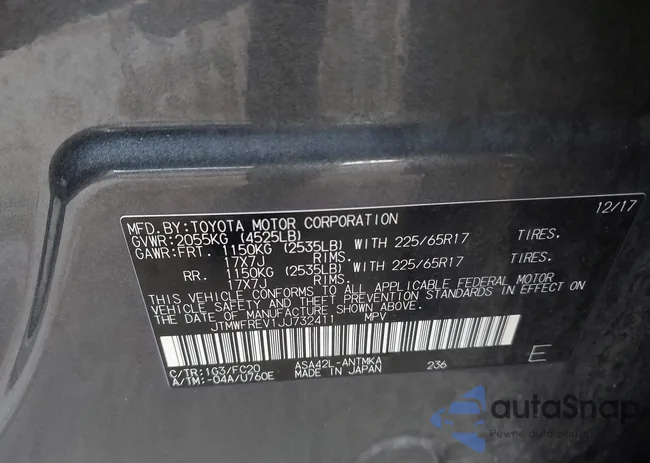 12/17
MFD.BY:TOYOTA MOTOR CORPORATION
GVWR:2055KG (4525LB)
GAWR:FRT. 1150KG (2535LB) WITH 225/65R17 TIRES.
17X7J RIMS.
RR. 1150KG (2535LB) WITH 225/65R17 TIRES.
17X7J RIMS.
THIS VEHICLE CONFORMS TO ALL APPLICABLE FEDERAL MOTOR
VEHICLE SAFETY AND THEFT PREVENTION STANDARDS IN EFFECT ON
THE DATE OF MANUFACTURE SHOWN ABOVE.
JTMWFREV1JJ732411 MPV
C/TR:1G3/FC20 ASA42L-ANTMKA 236
A/TM:-04A/U760E MADE IN JAPAN
E
autoSnap
Pewne auto z aukcji